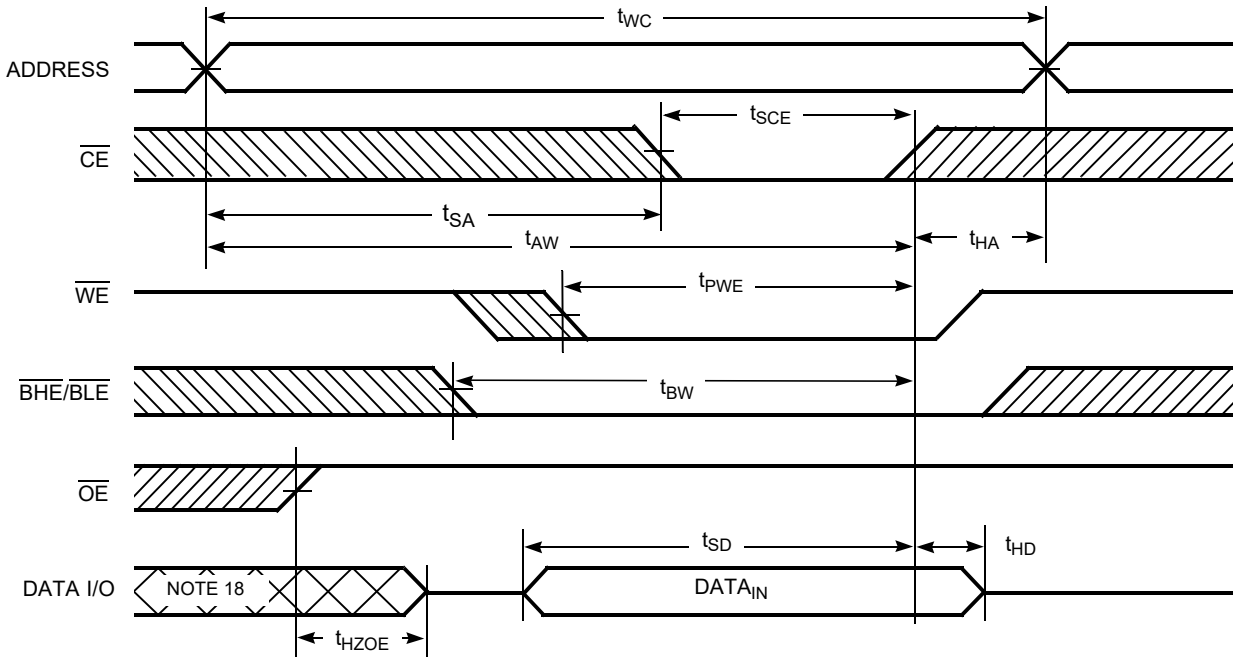 tWC
ADDRESS
tSCE
CE
tSA
tAW
tHA
WE
tPWE
BHE/BLE
tBW
OE
tSD
tHD
DATA I/O
NOTE 18
DATAIN
tHZOE